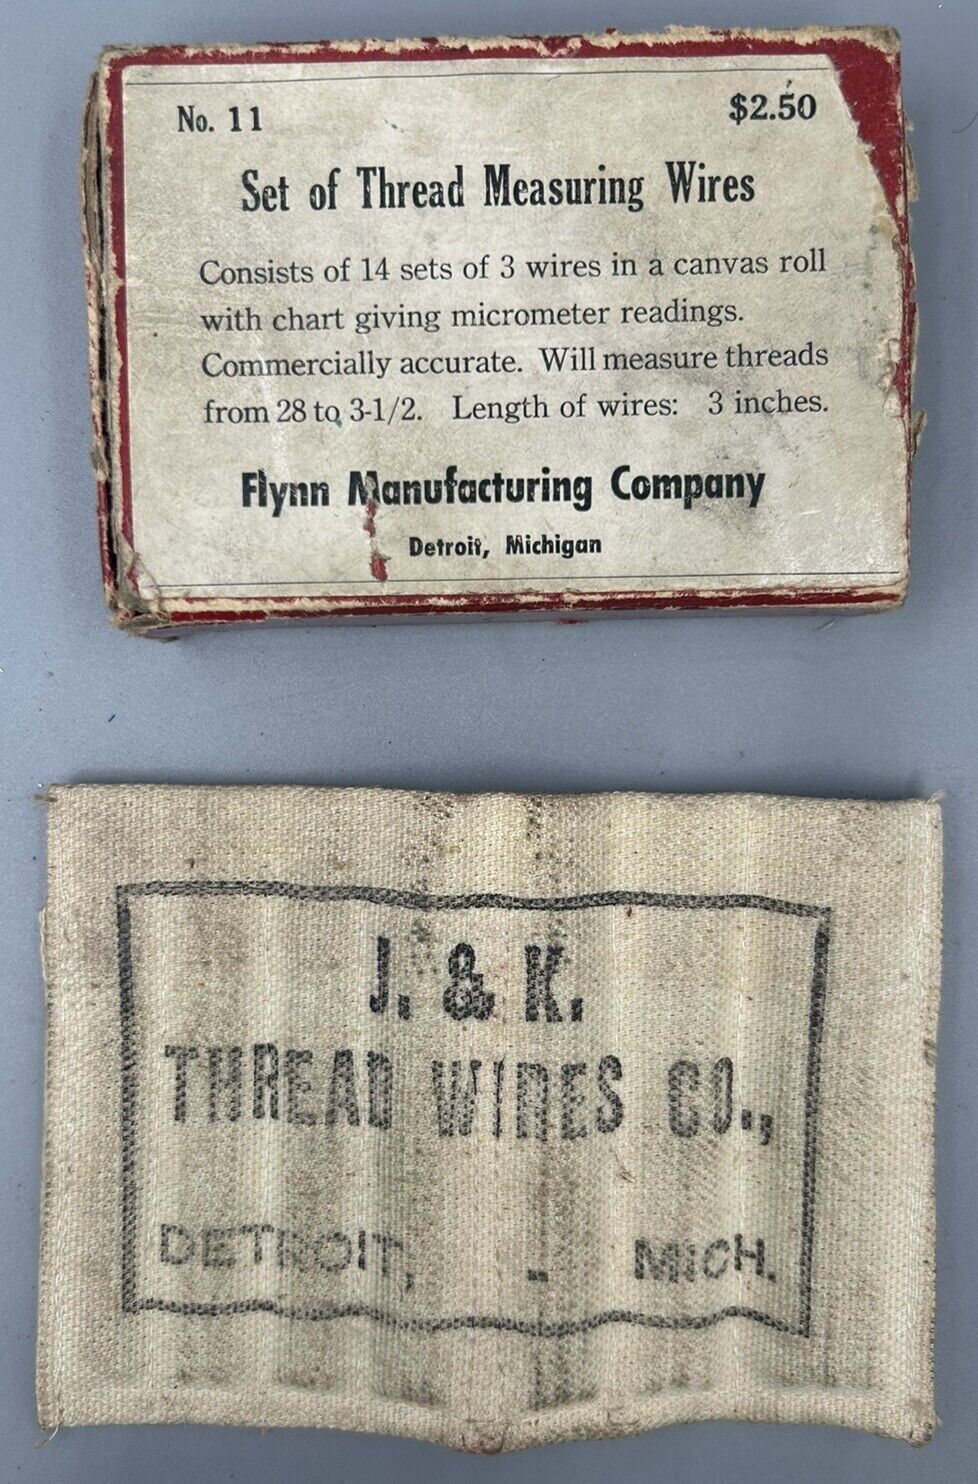 No. 11 $2.50
Set of Thread Measuring Wires
Consists of 14 sets of 3 wires in a canvas roll
with chart giving micrometer readings.
Commercially accurate. Will measure threads
from 28 to 3-1/2. Length of wires: 3 inches.
Flynn Manufacturing Company
Detroit, Michigan
J. & K.
THREAD WIRES CO.,
DETROIT, - MICH.